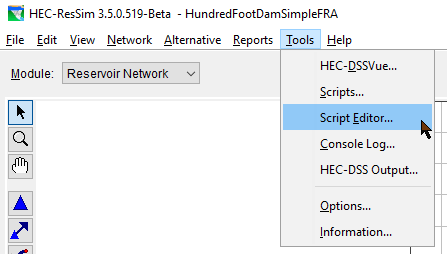 HEC-ResSim 3.5.0.519-Beta - HundredFootDamSimpleFRA
File Edit View Network Alternative Reports Tools Help
Module: Reservoir Network
HEC-DSSVue...
Scripts...
Script Editor...
Console Log...
HEC-DSS Output...
Options...
Information...